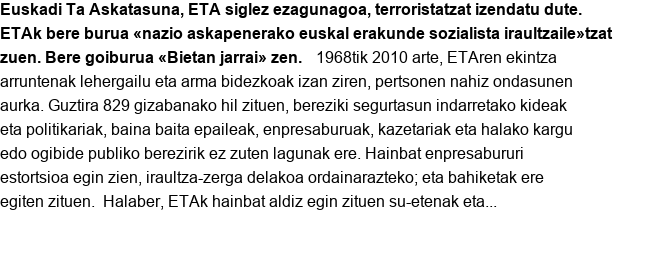 Euskadi Ta Askatasuna, ETA siglez ezagunagoa, terroristatzat izendatu dute.
ETAk bere burua «nazio askapenerako euskal erakunde sozialista iraultzaile»tzat
zuen. Bere goiburua «Bietan jarrai» zen. 1968tik 2010 arte, ETAren ekintza
arruntenak lehergailu eta arma bidezkoak izan ziren, pertsonen nahiz ondasunen
aurka. Guztira 829 gizabanako hil zituen, bereziki segurtasun indarretako kideak
eta politikariak, baina baita epaileak, enpresaburuak, kazetariak eta halako kargu
edo ogibide publiko berezirik ez zuten lagunak ere. Hainbat enpresabururi
estortsioa egin zien, iraultza-zerga delakoa ordainarazteko; eta bahiketak ere
egiten zituen. Halaber, ETAk hainbat aldiz egin zituen su-etenak eta...